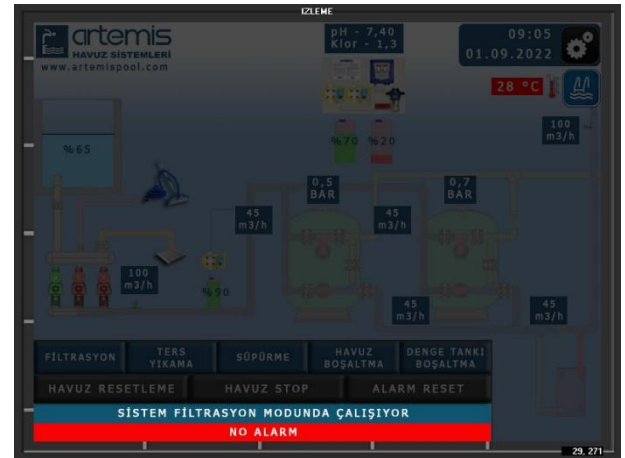 IZLEME
artemis
HAVUZ SİSTEMLERİ
www.artemispool.com
pH - 7,40
Klor - 1,3
09:05
01.09.2022
28 °C
100
m3/h
%65
%70
%20
0,5
BAR
0,7
BAR
45
m3/h
45
m3/h
100
m3/h
%90
45
m3/h
45
m3/h
FİLTRASYON
TERS
YIKAMA
SÜPÜRME
HAVUZ
BOŞALTMA
DENGE TANKI
BOŞALTMA
HAVUZ RESETLEME
HAVUZ STOP
ALARM RESET
SİSTEM FİLTRASYON MODUNDA ÇALIŞIYOR
NO ALARM
29, 271